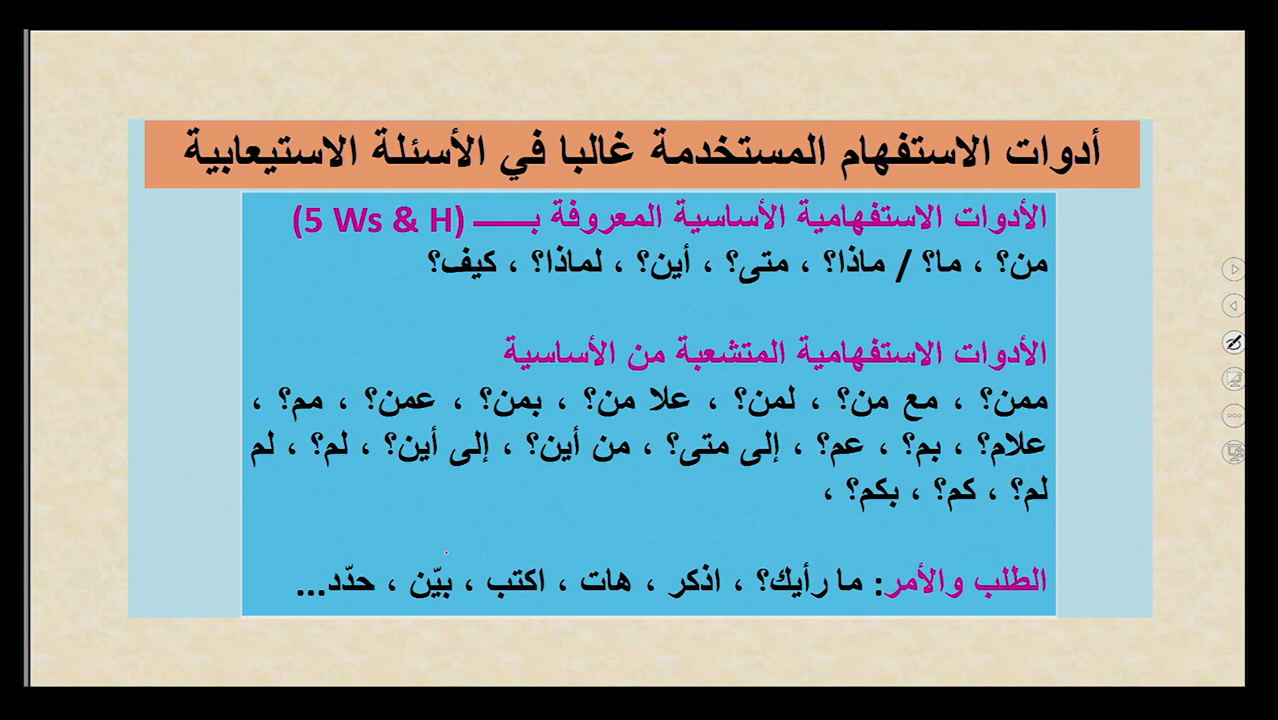 أدوات الاستفهام المستخدمة غالبا في الأسئلة الاستيعابية
الأدوات الاستفهامية الأساسية المعروفة بـــــــ (5 Ws & H)
من؟ ، ما؟ / ماذا؟ ، متى؟ ، أين؟ ، لماذا؟ ، كيف؟
الأدوات الاستفهامية المتشعبة من الأساسية
ممن؟ ، مع من؟ ، لمن؟ ، علا من؟ ، بمن؟ ، عمن؟ ، مم؟ ،
علام؟ ، بم؟ ، عم؟ ، إلى متى؟ ، من أين؟ ، إلى أين؟ ، لم؟ ، لم
لم؟ ، كم؟ ، بكم؟ ،
الطلب والأمر: ما رأيك؟ ، اذكر ، هات ، اكتب ، بيّن ، حدّد...